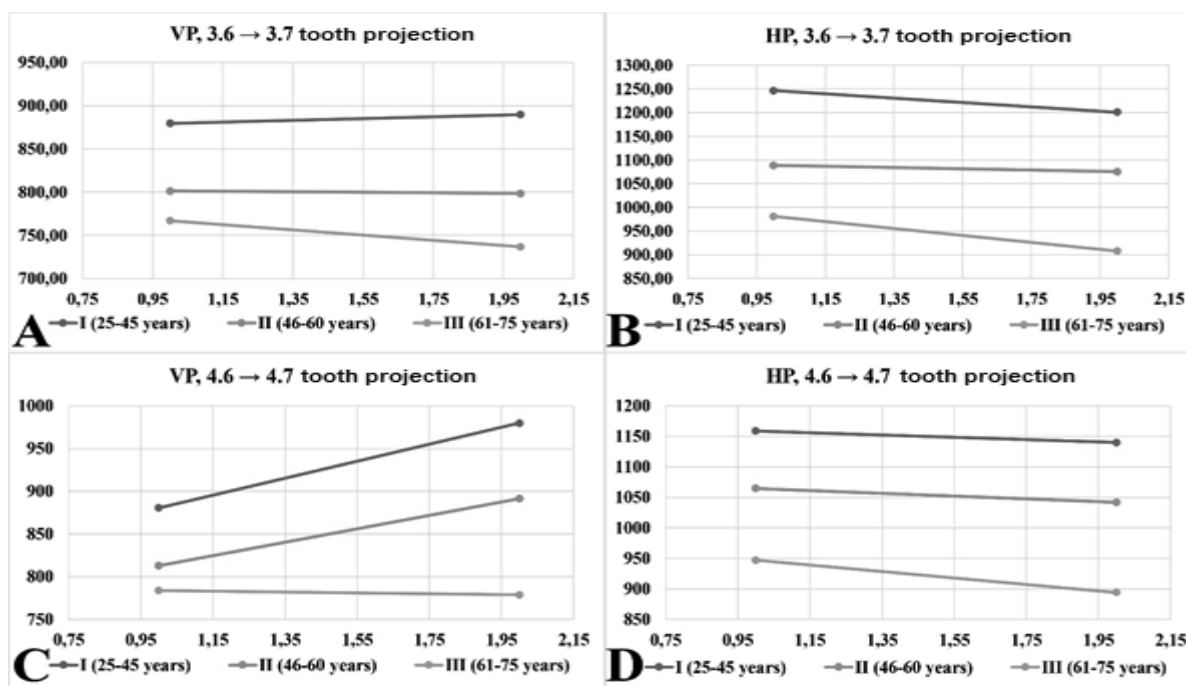 VP, 3.6 → 3.7 tooth projection
950,00
900,00
850,00
800,00
750,00
700,00
0,75 0,95 1,15 1,35 1,55 1,75 1,95 2,15
I (25-45 years) II (46-60 years) III (61-75 years)
A
HP, 3.6 → 3.7 tooth projection
1300,00
1250,00
1200,00
1150,00
1100,00
1050,00
1000,00
950,00
900,00
850,00
0,75 0,95 1,15 1,35 1,55 1,75 1,95 2,15
I (25-45 years) II (46-60 years) III (61-75 years)
B
VP, 4.6 → 4.7 tooth projection
1000
950
900
850
800
750
0,75 0,95 1,15 1,35 1,55 1,75 1,95 2,15
I (25-45 years) II (46-60 years) III (61-75 years)
C
HP, 4.6 → 4.7 tooth projection
1200
1150
1100
1050
1000
950
900
850
0,75 0,95 1,15 1,35 1,55 1,75 1,95 2,15
I (25-45 years) II (46-60 years) III (61-75 years)
D